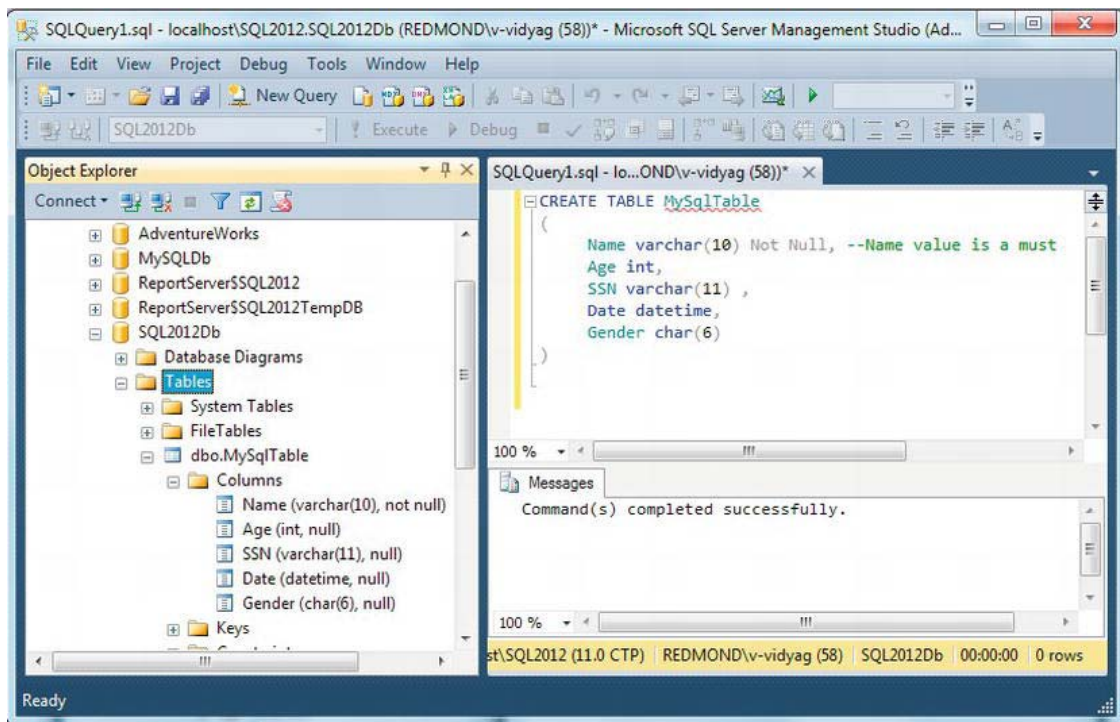 SQLQuery1.sql - localhost\SQL2012.SQL2012Db (REDMOND\v-vidyag (58))* - Microsoft SQL Server Management Studio (Ad...
File Edit View Project Debug Tools Window Help
New Query
SQL2012Db
Execute Debug
Object Explorer
Connect
AdventureWorks
MySQLDb
ReportServer$SQL2012
ReportServer$SQL2012TempDB
SQL2012Db
Database Diagrams
Tables
System Tables
FileTables
dbo.MySqlTable
Columns
Name (varchar(10), not null)
Age (int, null)
SSN (varchar(11), null)
Date (datetime, null)
Gender (char(6), null)
Keys
SQLQuery1.sql - lo...OND\v-vidyag (58))*
CREATE TABLE MySqlTable
(
Name varchar(10) Not Null, --Name value is a must
Age int,
SSN varchar(11) ,
Date datetime,
Gender char(6)
)
100 %
Messages
Command(s) completed successfully.
100 %
st\SQL2012 (11.0 CTP) REDMOND\v-vidyag (58) SQL2012Db 00:00:00 0 rows
Ready